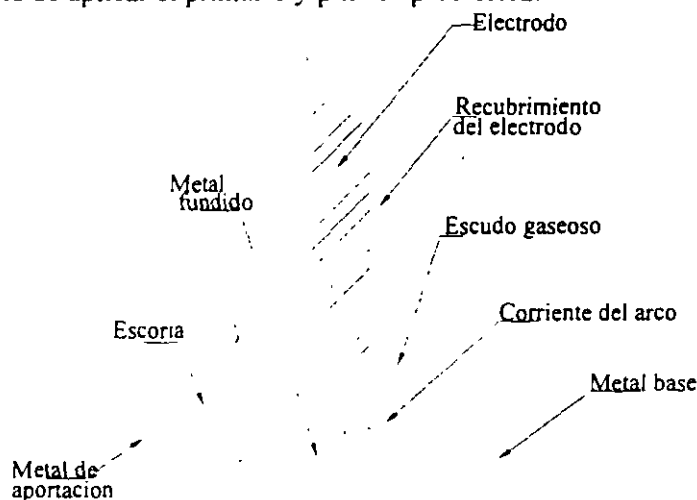 Electrodo
Recubrimiento
del electrodo
Metal
fundido
Escudo gaseoso
Escoria
Corriente del arco
Metal base
Metal de
aportacion